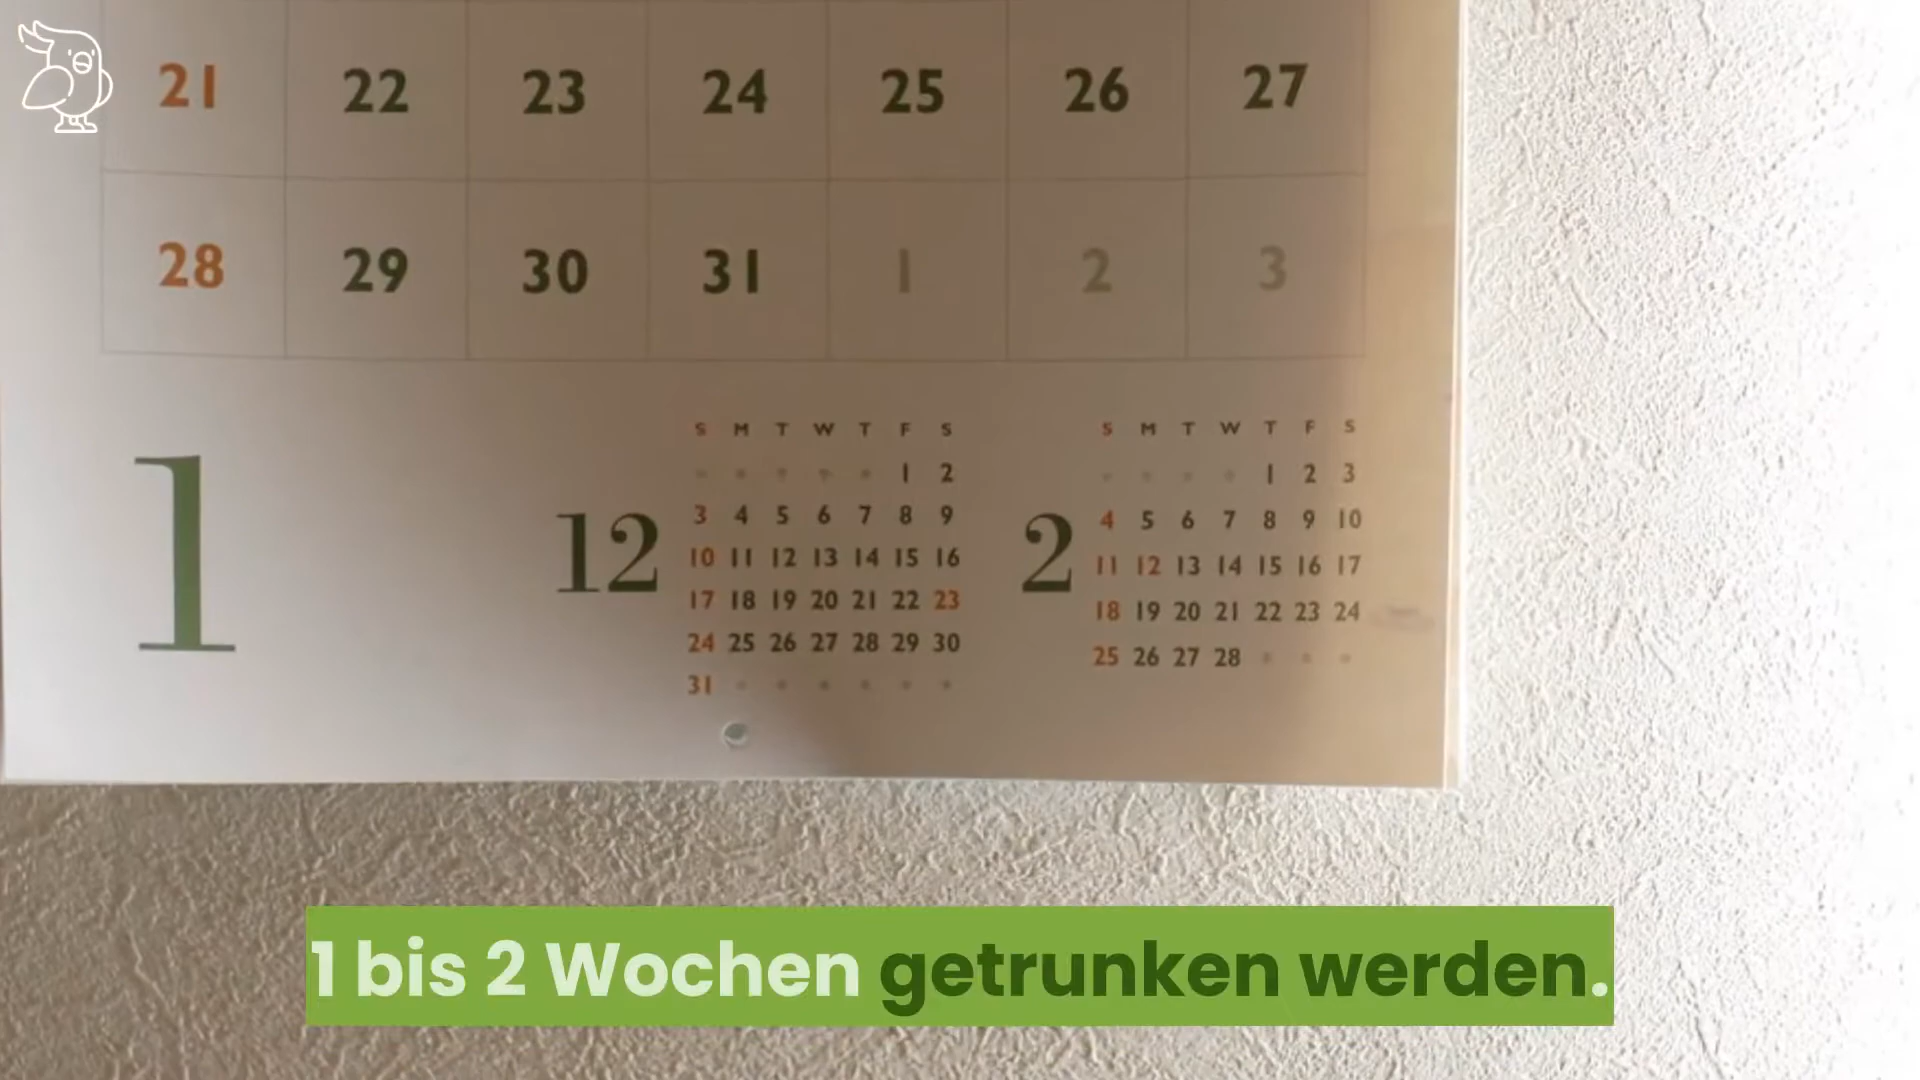 21 22 23 24 25 26 27
28 29 30 31 1 2 3
1
12
S M T W T F S
1 2
3 4 5 6 7 8 9
10 11 12 13 14 15 16
17 18 19 20 21 22 23
24 25 26 27 28 29 30
31
2
S M T W T F S
1 2 3
4 5 6 7 8 9 10
11 12 13 14 15 16 17
18 19 20 21 22 23 24
25 26 27 28
1 bis 2 Wochen getrunken werden.